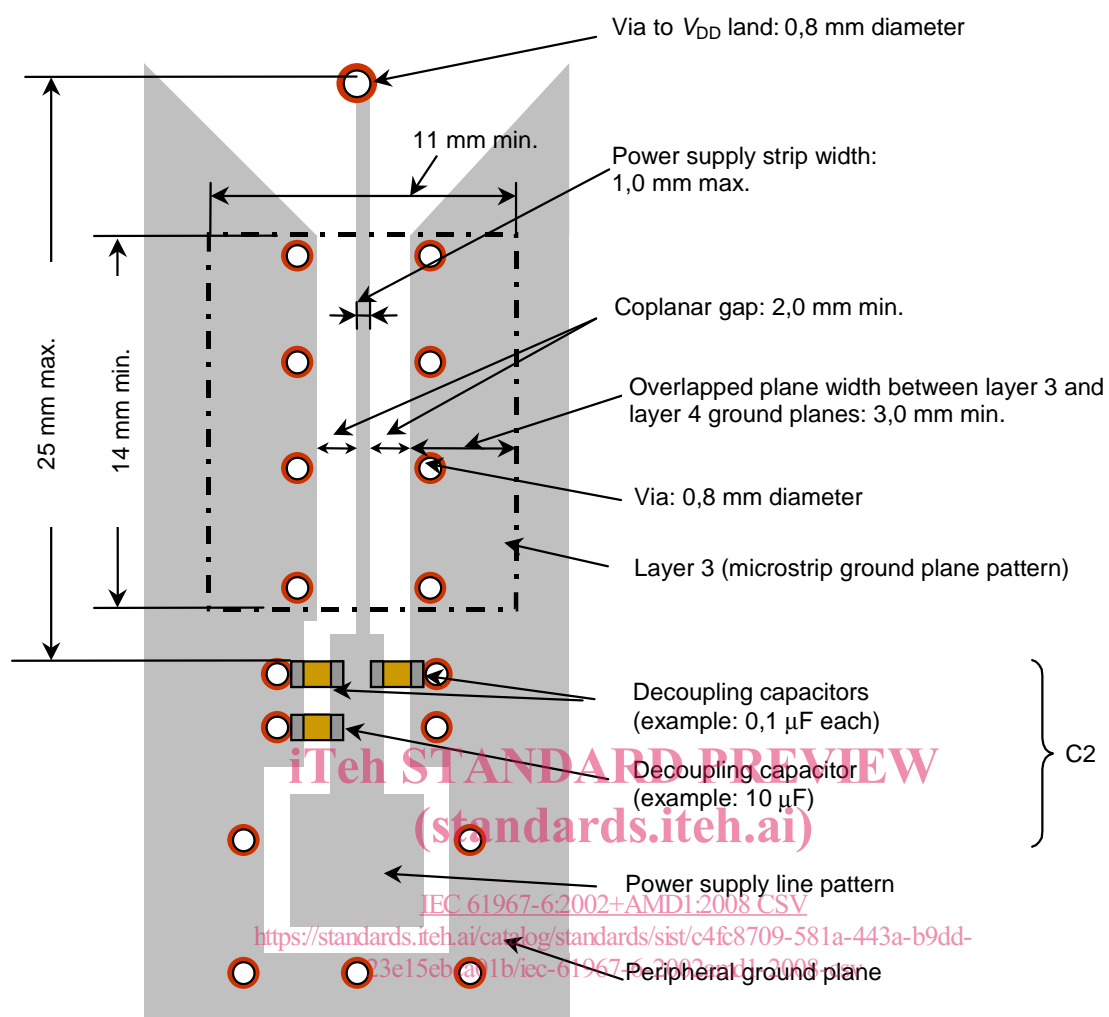 Via to VDD land: 0,8 mm diameter
11 mm min.
Power supply strip width:
1,0 mm max.
Coplanar gap: 2,0 mm min.
25 mm max.
14 mm min.
Overlapped plane width between layer 3 and
layer 4 ground planes: 3,0 mm min.
Via: 0,8 mm diameter
Layer 3 (microstrip ground plane pattern)
Decoupling capacitors
(example: 0,1 μF each)
C2
iTeh STANDARD PREVIEW
Decoupling capacitor
(example: 10 μF)
(standards.iteh.ai)
Power supply line pattern
IEC 61967-6:2002+AMD1:2008 CSV
https://standards.iteh.ai/catalog/standards/sist/c4fc8709-581a-443a-b9dd-
Peripheral ground plane